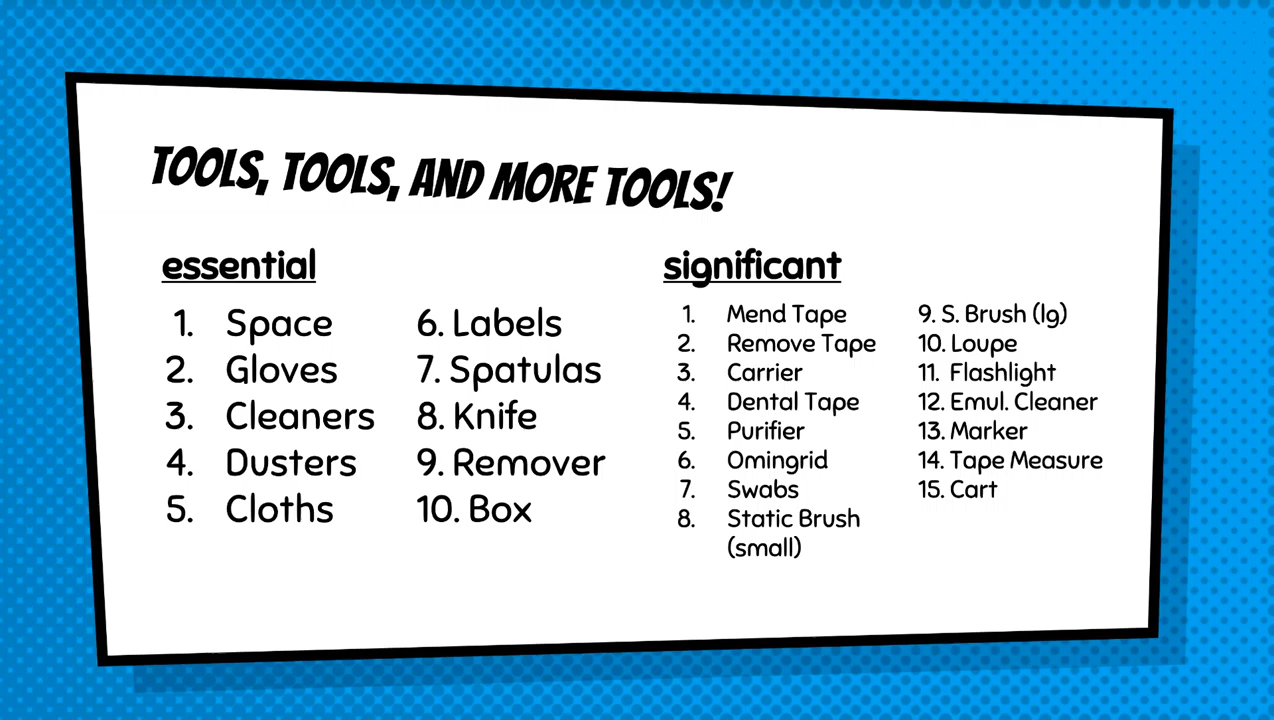 TOOLS, TOOLS, AND MORE TOOLS!
essential
1. Space
2. Gloves
3. Cleaners
4. Dusters
5. Cloths
6. Labels
7. Spatulas
8. Knife
9. Remover
10. Box
significant
1. Mend Tape
2. Remove Tape
3. Carrier
4. Dental Tape
5. Purifier
6. Omingrid
7. Swabs
8. Static Brush
(small)
9. S. Brush (lg)
10. Loupe
11. Flashlight
12. Emul. Cleaner
13. Marker
14. Tape Measure
15. Cart